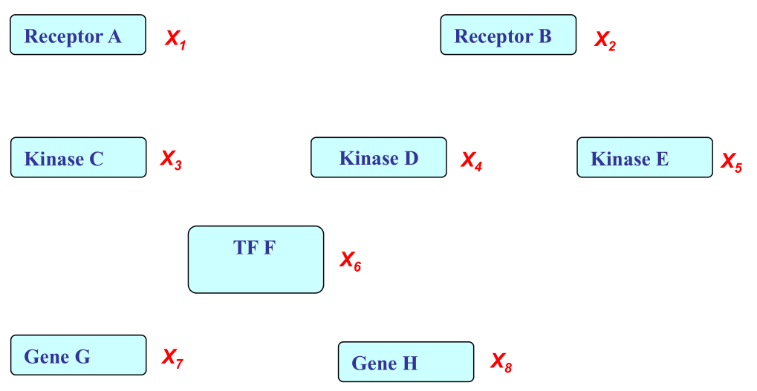 Receptor A X1 Receptor B X2
Kinase C X3 Kinase D X4 Kinase E X5
TF F X6
Gene G X7 Gene H X8